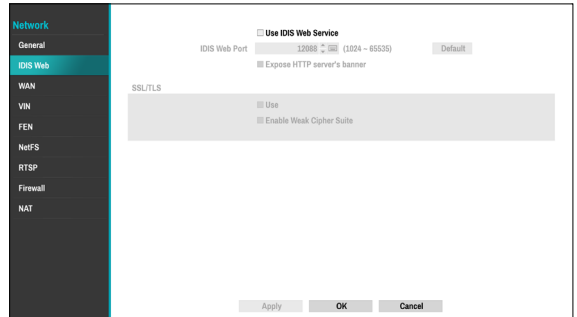 Network
General
IDIS Web
WAN
VIN
FEN
NetFS
RTSP
Firewall
NAT
Use IDIS Web Service
IDIS Web Port 12088 (1024 ~ 65535) Default
Expose HTTP server's banner
SSL/TLS
Use
Enable Weak Cipher Suite
Apply OK Cancel